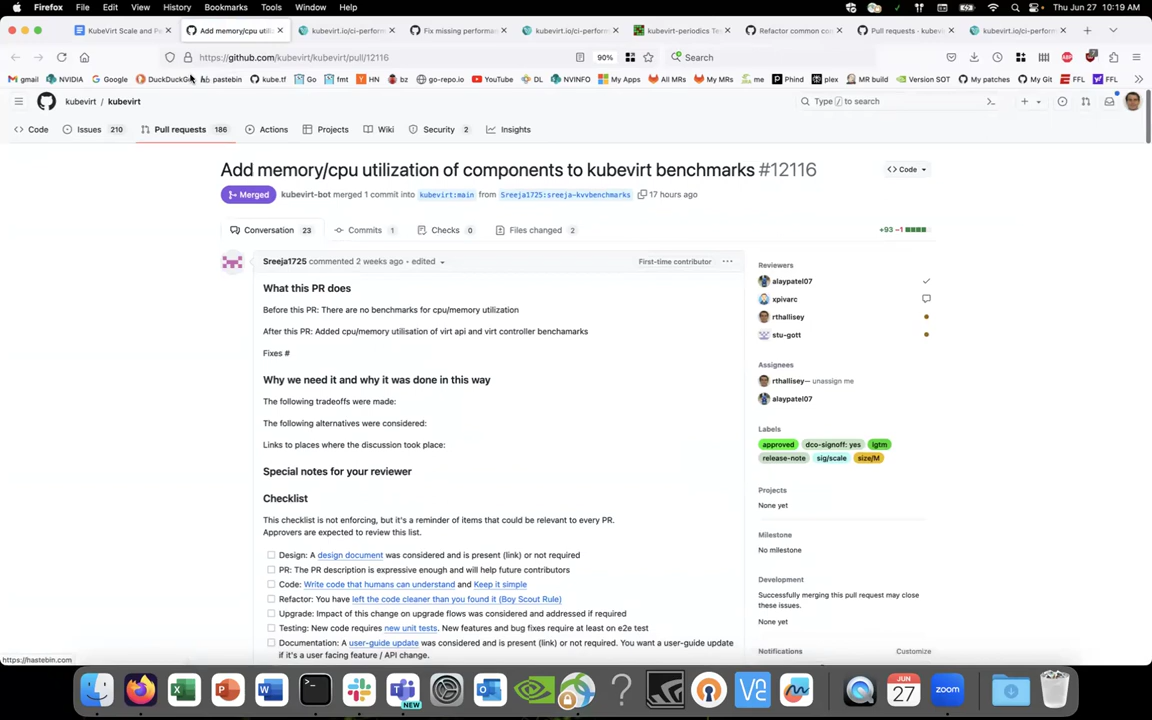 Firefox File Edit View History Bookmarks Tools Window Help Thu Jun 27 10:19 AM
KubeVirt Scale and Pe Add memory/cpu utiliz kubevirt.io/ci-perform Fix missing performan kubevirt.io/ci-perform kubevirt-periodics Te Refactor common co Pull requests · kubevi kubevirt.io/ci-perform
https://github.com/kubevirt/kubevirt/pull/12116 90% Search
gmail NVIDIA Google DuckDuckG pastebin kube.tf Go fmt HN bz go-repo.io YouTube DL NVINFO My Apps All MRs My MRs me Phind plex MR build Version SOT My patches My Git FFL FFL
kubevirt / kubevirt Type / to search
Code Issues 210 Pull requests 186 Actions Projects Wiki Security 2 Insights
Add memory/cpu utilization of components to kubevirt benchmarks #12116 <> Code
Merged kubevirt-bot merged 1 commit into kubevirt:main from Sreeja1725:sreeja-kvvbenchmarks 17 hours ago
Conversation 23 Commits 1 Checks 0 Files changed 2 +93 −1
Sreeja1725 commented 2 weeks ago · edited First-time contributor ···
What this PR does
Before this PR: There are no benchmarks for cpu/memory utilization
After this PR: Added cpu/memory utilisation of virt api and virt controller benchamarks
Fixes #
Why we need it and why it was done in this way
The following tradeoffs were made:
The following alternatives were considered:
Links to places where the discussion took place:
Special notes for your reviewer
Checklist
This checklist is not enforcing, but it's a reminder of items that could be relevant to every PR.
Approvers are expected to review this list.
Design: A design document was considered and is present (link) or not required
PR: The PR description is expressive enough and will help future contributors
Code: Write code that humans can understand and Keep it simple
Refactor: You have left the code cleaner than you found it (Boy Scout Rule)
Upgrade: Impact of this change on upgrade flows was considered and addressed if required
Testing: New code requires new unit tests. New features and bug fixes require at least on e2e test
Documentation: A user-guide update was considered and is present (link) or not required. You want a user-guide update
if it's a user facing feature / API change.
Reviewers
alaypatel07
xpivarc
rthallisey
stu-gott
Assignees
rthallisey— unassign me
alaypatel07
Labels
approved dco-signoff: yes lgtm
release-note sig/scale size/M
Projects
None yet
Milestone
No milestone
Development
Successfully merging this pull request may close
these issues.
None yet
Notifications Customize
https://hastebin.com
NEW
JUN
27
zoom